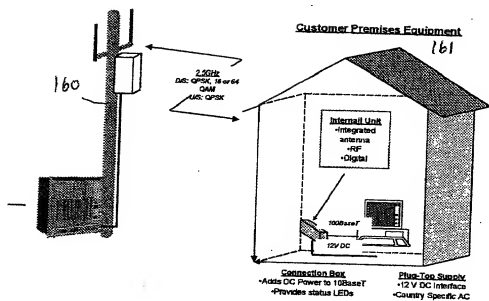 Customer Premises Equipment
161
160
2.5GHz
D/S: QPSK, 16 or 64
QAM
U/S: QPSK
Internail Unit
•Integrated
antenna
•RF
•Digital
100BaseT
12V DC
Connection Box
•Adds DC Power to 10BaseT
•Provides status LEDs
Plug-Top Supply
•12 V DC Interface
•Country Specific AC